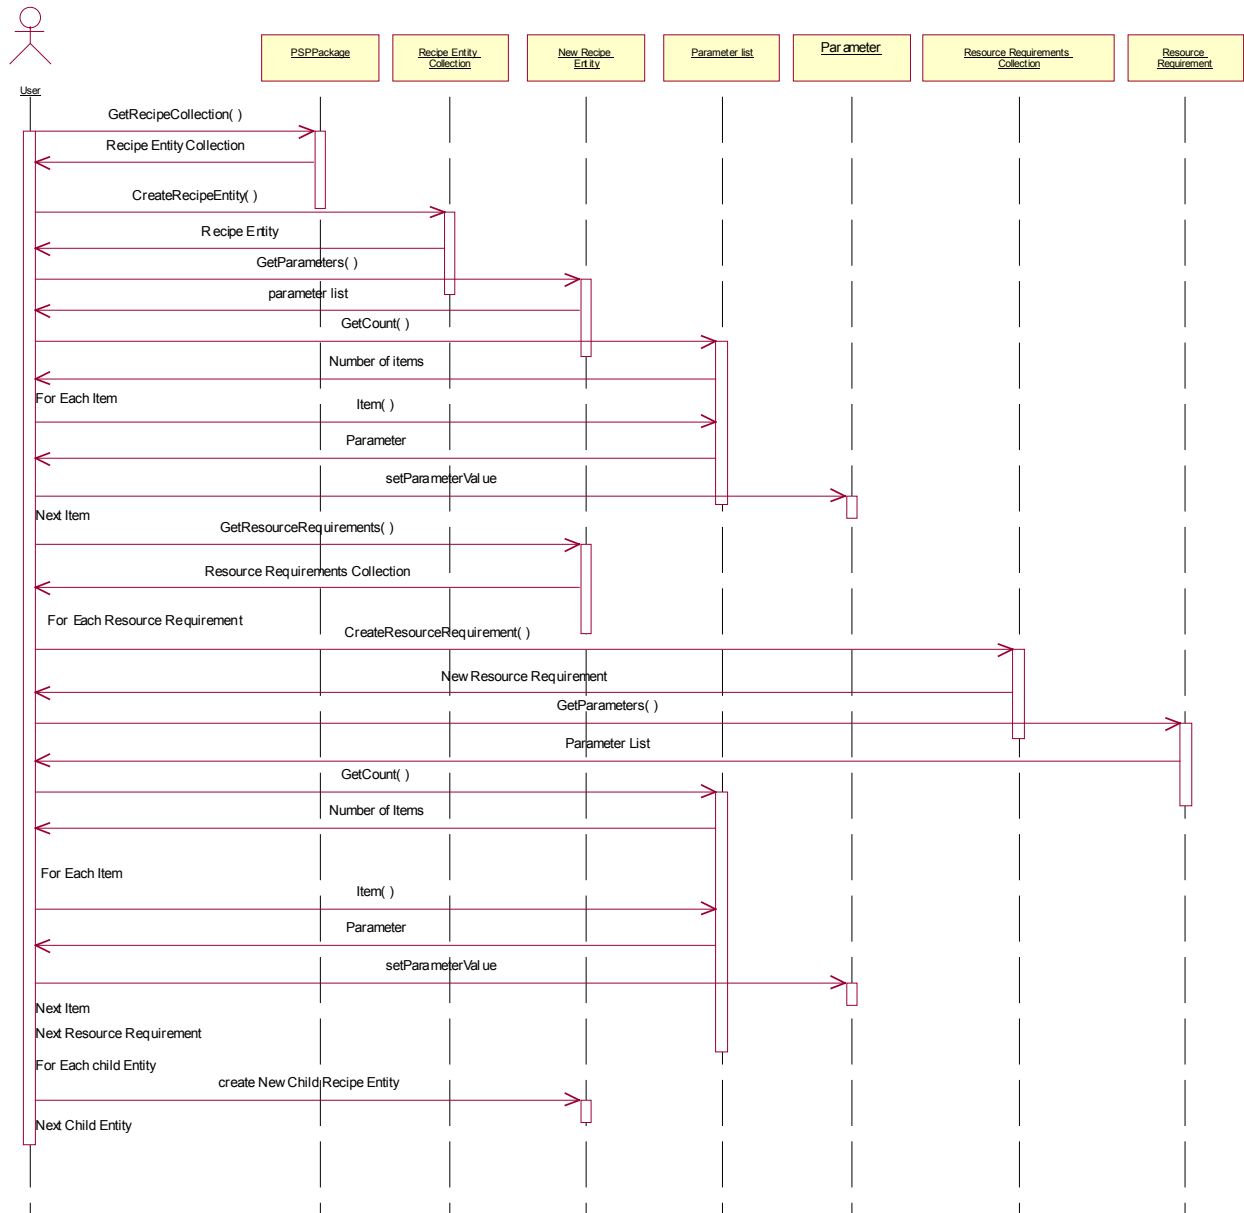 User
PSPPackage
Recipe Entity
Collection
New Recipe
Entity
Parameter list
Parameter
Resource Requirements
Collection
Resource
Requirement
GetRecipeCollection( )
Recipe Entity Collection
CreateRecipeEntity( )
Recipe Entity
GetParameters( )
parameter list
GetCount( )
Number of items
For Each Item
Item( )
Parameter
setParameterValue
Next Item
GetResourceRequirements( )
Resource Requirements Collection
For Each Resource Requirement
CreateResourceRequirement( )
New Resource Requirement
GetParameters( )
Parameter List
GetCount( )
Number of Items
For Each Item
Item( )
Parameter
setParameterValue
Next Item
Next Resource Requirement
For Each child Entity
create New Child Recipe Entity
Next Child Entity